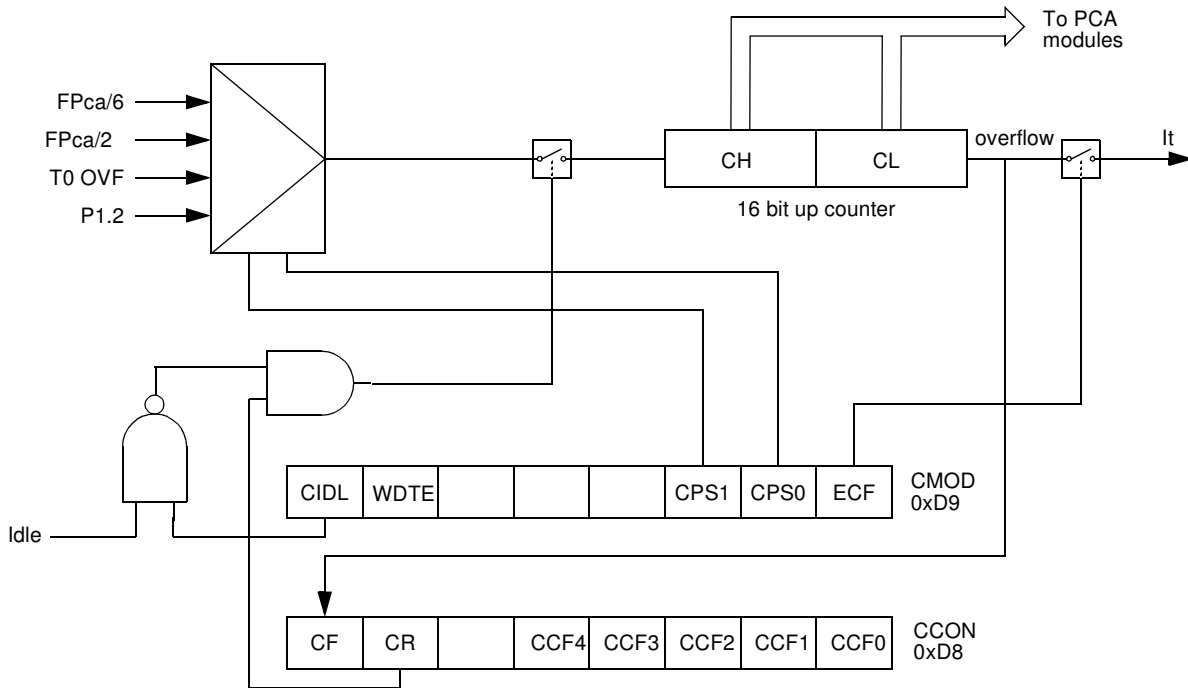 To PCA
modules
FPca/6
FPca/2
T0 OVF
P1.2
CH
CL
overflow
It
16 bit up counter
CIDL WDTE CPS1 CPS0 ECF
CMOD
0xD9
Idle
CF CR CCF4 CCF3 CCF2 CCF1 CCF0
CCON
0xD8